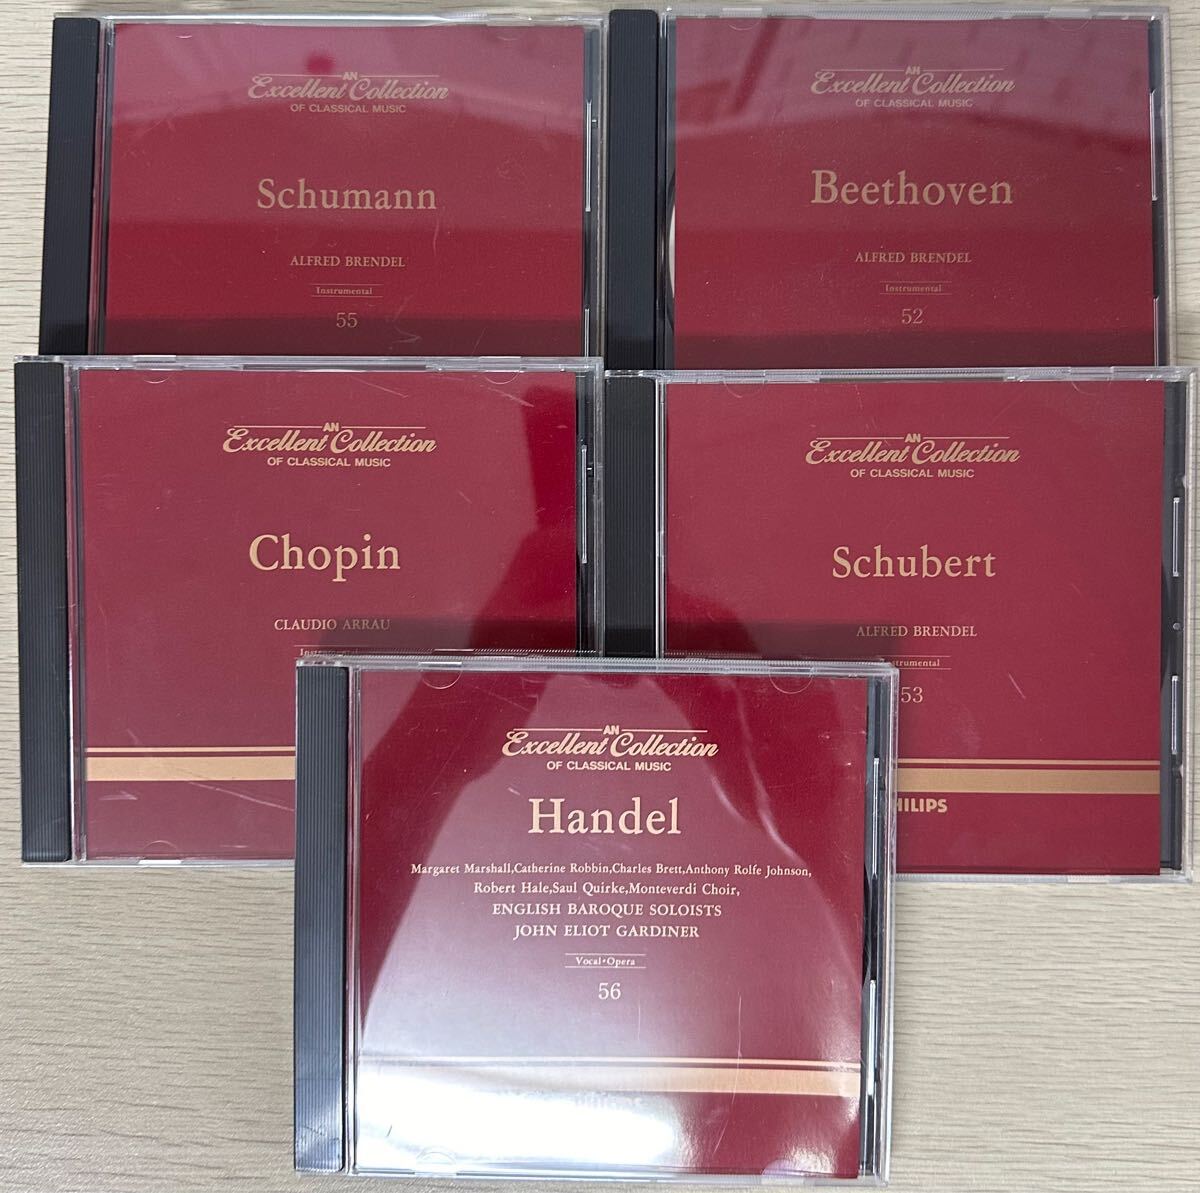 AN
Excellent Collection
OF CLASSICAL MUSIC
Schumann
ALFRED BRENDEL
Instrumental
55
AN
Excellent Collection
OF CLASSICAL MUSIC
Beethoven
ALFRED BRENDEL
Instrumental
52
AN
Excellent Collection
OF CLASSICAL MUSIC
Chopin
CLAUDIO ARRAU
AN
Excellent Collection
OF CLASSICAL MUSIC
Schubert
ALFRED BRENDEL
strumental
53
HILIPS
AN
Excellent Collection
OF CLASSICAL MUSIC
Handel
Margaret Marshall,Catherine Robbin,Charles Brett,Anthony Rolfe Johnson,
Robert Hale,Saul Quirke,Monteverdi Choir,
ENGLISH BAROQUE SOLOISTS
JOHN ELIOT GARDINER
Vocal•Opera
56